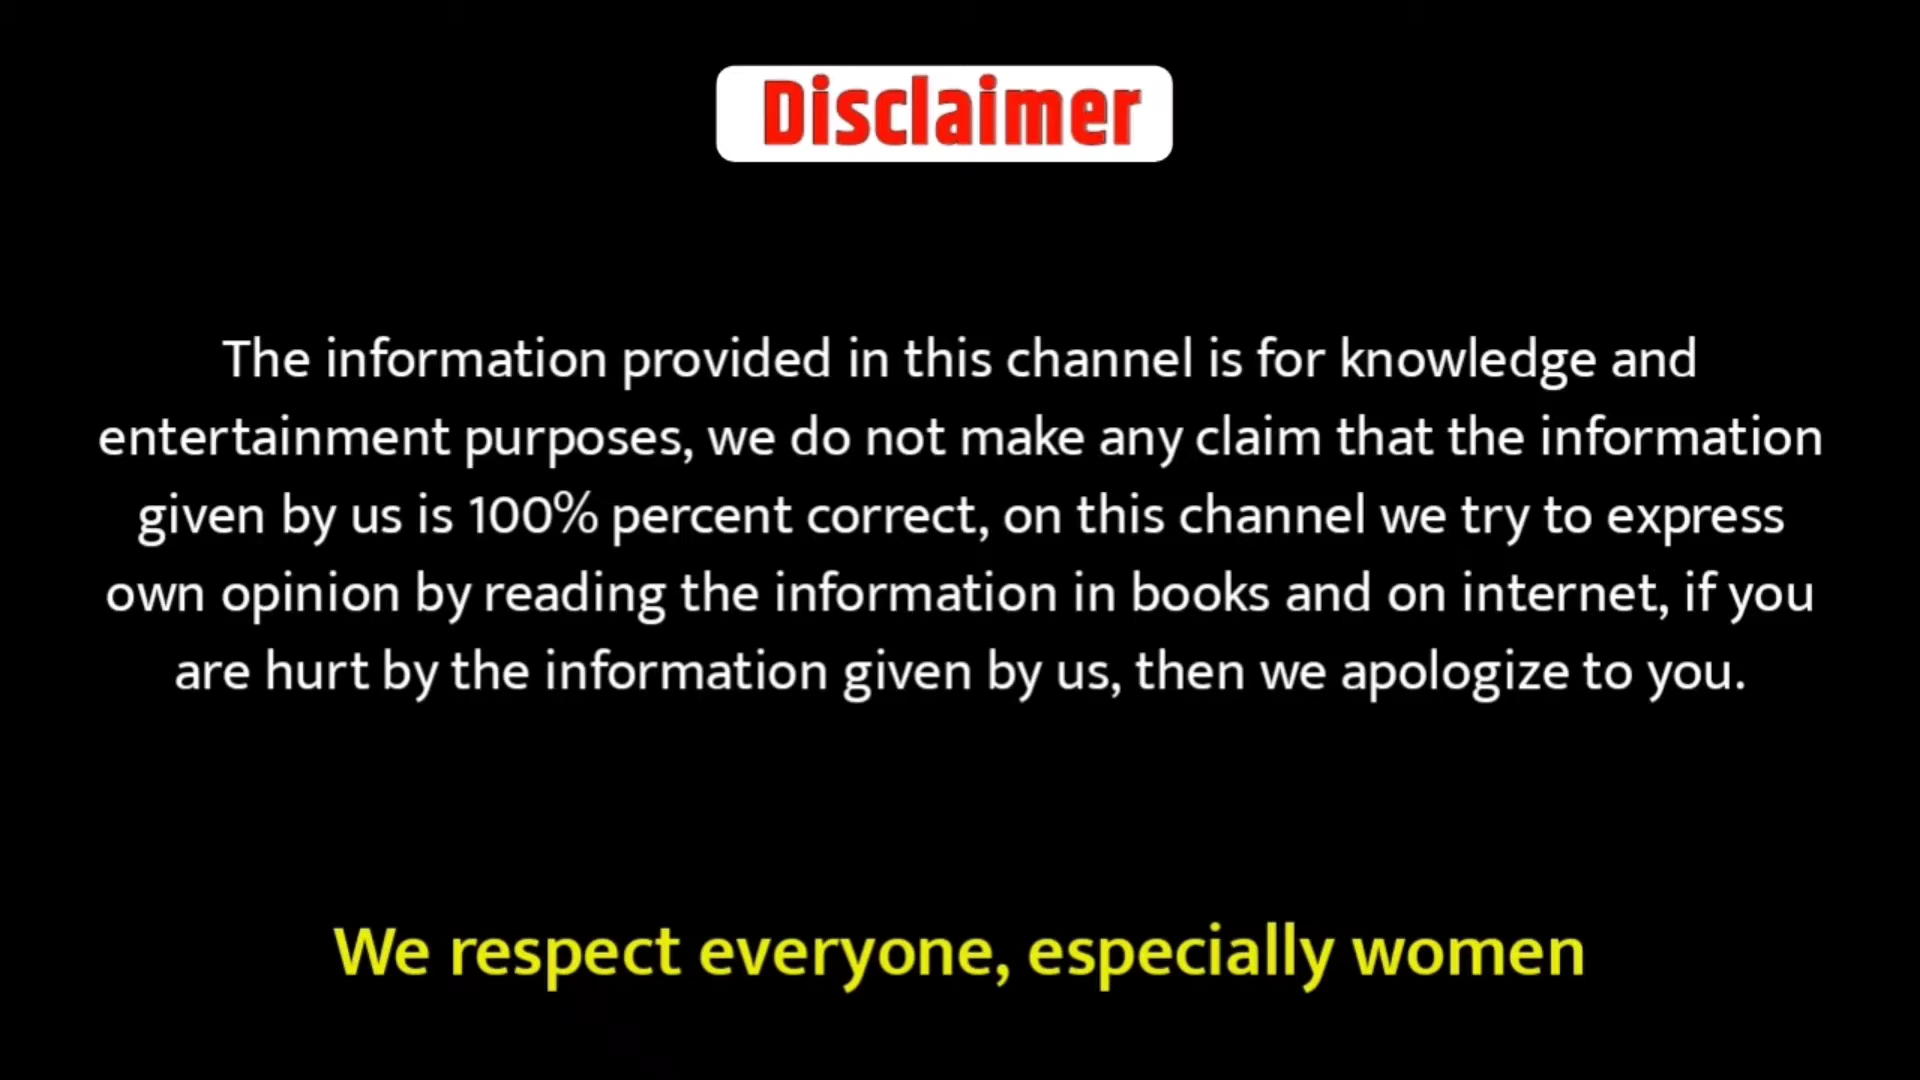 Disclaimer
The information provided in this channel is for knowledge and
entertainment purposes, we do not make any claim that the information
given by us is 100% percent correct, on this channel we try to express
own opinion by reading the information in books and on internet, if you
are hurt by the information given by us, then we apologize to you.
We respect everyone, especially women